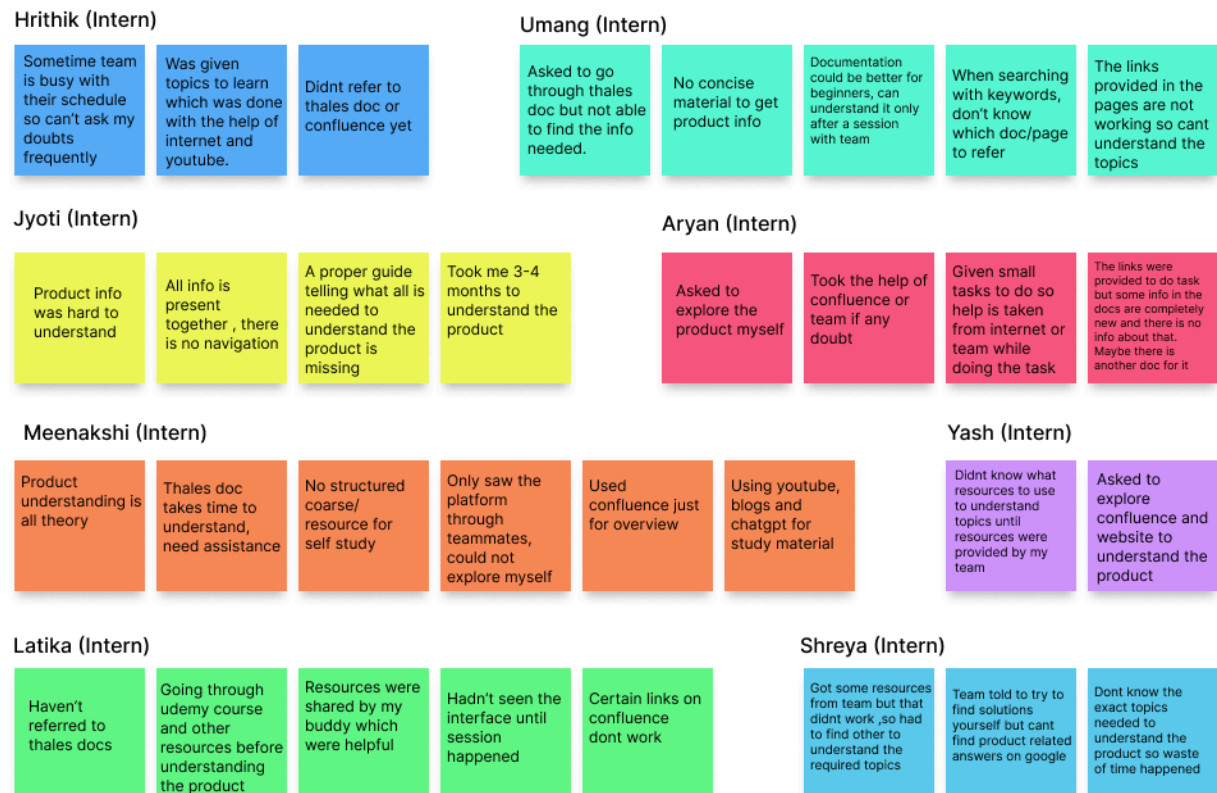 Hrithik (Intern)
Sometime team
is busy with
their schedule
so can't ask my
doubts
frequently
Was given
topics to learn
which was done
with the help of
internet and
youtube.
Didnt refer to
thales doc or
confluence yet
Umang (Intern)
Asked to go
through thales
doc but not able
to find the info
needed.
No concise
material to get
product info
Documentation
could be better for
beginners, can
understand it only
after a session
with team
When searching
with keywords,
don't know
which doc/page
to refer
The links
provided in the
pages are not
working so cant
understand the
topics
Jyoti (Intern)
Product info
was hard to
understand
All info is
present
together , there
is no navigation
A proper guide
telling what all is
needed to
understand the
product is
missing
Took me 3-4
months to
understand the
product
Aryan (Intern)
Asked to
explore the
product myself
Took the help of
confluence or
team if any
doubt
Given small
tasks to do so
help is taken
from internet or
team while
doing the task
The links were
provided to do task
but some info in the
docs are completely
new and there is no
info about that.
Maybe there is
another doc for it
Meenakshi (Intern)
Product
understanding is
all theory
Thales doc
takes time to
understand,
need assistance
No structured
coarse/
resource for
self study
Only saw the
platform
through
teammates,
could not
explore myself
Used
confluence just
for overview
Using youtube,
blogs and
chatgpt for
study material
Yash (Intern)
Didnt know what
resources to use
to understand
topics until
resources were
provided by my
team
Asked to
explore
confluence and
website to
understand the
product
Latika (Intern)
Haven't
referred to
thales docs
Going through
udemy course
and other
resources before
understanding
the product
Resources were
shared by my
buddy which
were helpful
Hadn't seen the
interface until
session
happened
Certain links on
confluence
dont work
Shreya (Intern)
Got some resources
from team but that
didnt work ,so had
to find other to
understand the
required topics
Team told to try to
find solutions
yourself but cant
find product related
answers on google
Dont know the
exact topics
needed to
understand the
product so waste
of time happened